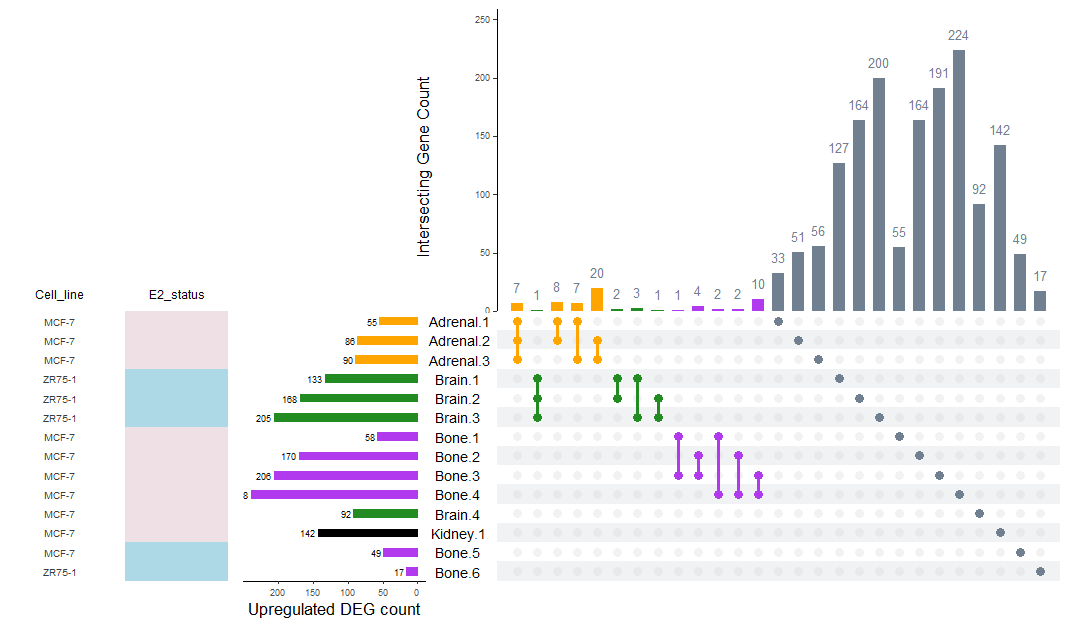 250
224
200
200
191
164
164
150
142
127
100
92
55
51
56
50
49
33
20
17
10
7
1
8
7
2
3
1
1
4
2
2
0
Intersecting Gene Count
Cell_line E2_status
MCF-7 55 Adrenal.1
MCF-7 86 Adrenal.2
MCF-7 90 Adrenal.3
ZR75-1 133 Brain.1
ZR75-1 168 Brain.2
ZR75-1 205 Brain.3
MCF-7 58 Bone.1
MCF-7 170 Bone.2
MCF-7 206 Bone.3
MCF-7 8 Bone.4
MCF-7 92 Brain.4
MCF-7 142 Kidney.1
MCF-7 49 Bone.5
ZR75-1 17 Bone.6
200 150 100 50 0
Upregulated DEG count